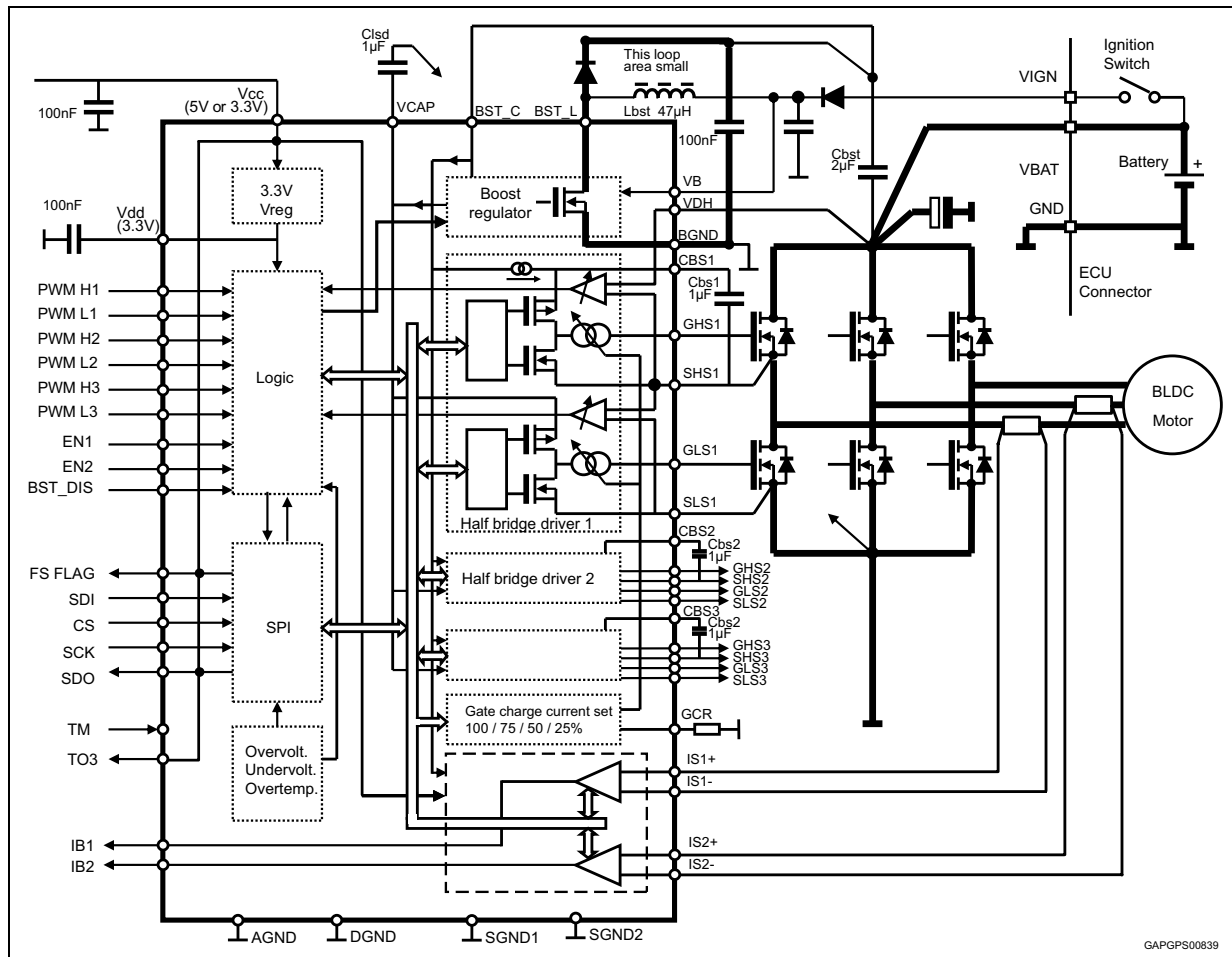 Clsd
1µF
This loop
area small
Ignition
Switch
VIGN
Vcc
(5V or 3.3V)
100nF
VCAP
BST_C
BST_L
Lbst 47µH
100nF
Cbst
2µF
VBAT
Battery
+
GND
ECU
Connector
3.3V
Vreg
Boost
regulator
VB
VDH
BGND
CBS1
Cbs1
1µF
100nF
Vdd
(3.3V)
PWM H1
PWM L1
PWM H2
PWM L2
PWM H3
PWM L3
EN1
EN2
BST_DIS
Logic
GHS1
SHS1
GLS1
SLS1
BLDC
Motor
Half bridge driver 1
CBS2
Cbs2
1µF
Half bridge driver 2
GHS2
SHS2
GLS2
SLS2
CBS3
Cbs2
1µF
GHS3
SHS3
GLS3
SLS3
FS FLAG
SDI
CS
SCK
SDO
SPI
TM
TO3
Overvolt.
Undervolt.
Overtemp.
Gate charge current set
100 / 75 / 50 / 25%
GCR
IS1+
IS1-
IS2+
IS2-
IB1
IB2
AGND
DGND
SGND1
SGND2
GAPGPS00839